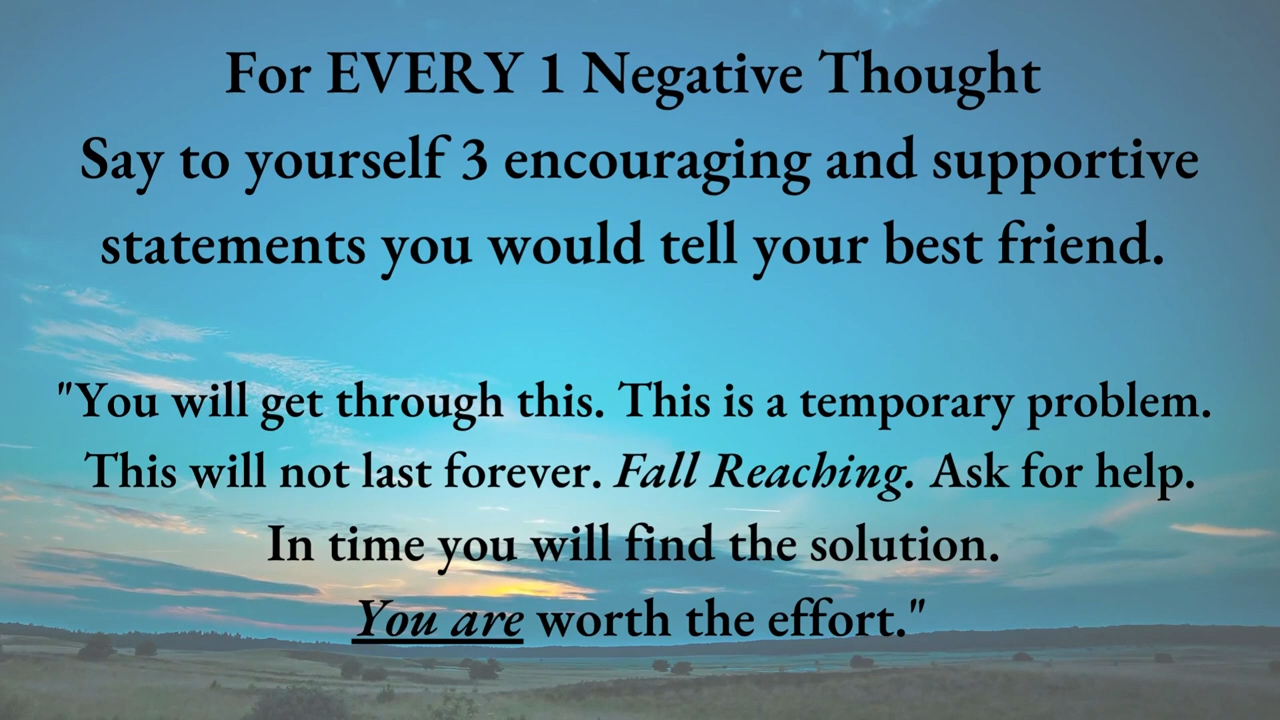 For EVERY 1 Negative Thought
Say to yourself 3 encouraging and supportive
statements you would tell your best friend.
"You will get through this. This is a temporary problem.
This will not last forever. Fall Reaching. Ask for help.
In time you will find the solution.
You are worth the effort."